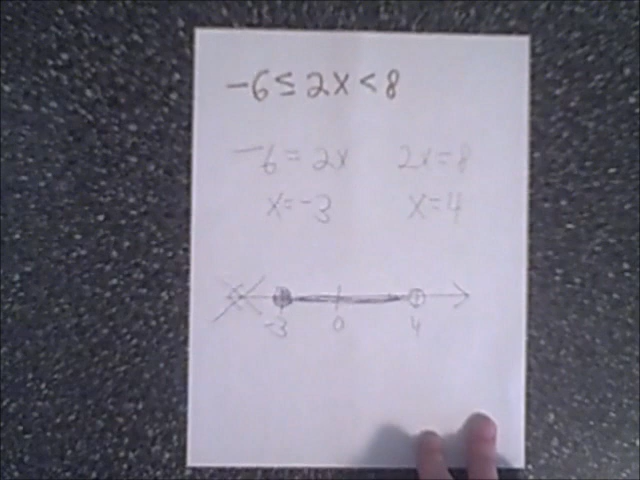 -6 ≤ 2x < 8
-6 = 2x 2x = 8
x = -3 x = 4
-3 0 4